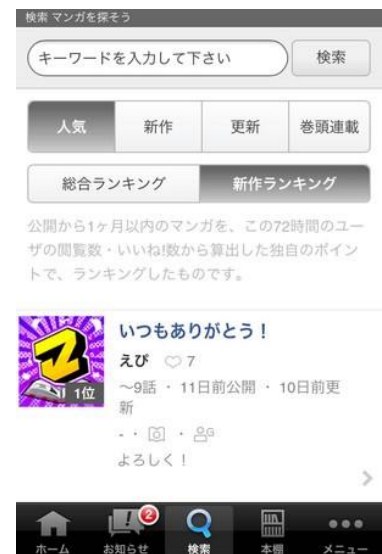 検索 マンガを探そう
キーワードを入力して下さい 検索
人気 新作 更新 巻頭連載
総合ランキング 新作ランキング
公開から1ヶ月以内のマンガを、この72時間のユー
ザの閲覧数・いいね!数から算出した独自のポイン
トで、ランキングしたものです。
いつもありがとう！
えび ♡ 7
～9話 ・ 11日前公開 ・ 10日前更
新
Z
1位
- ・ ・ G
よろしく！
2
ホーム お知らせ 検索 本棚 メニュー